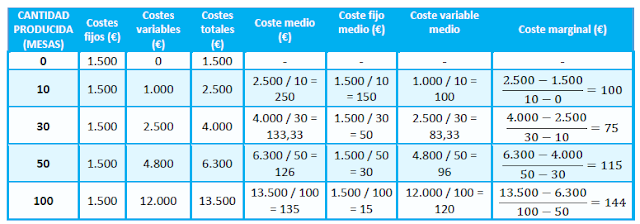 CANTIDAD PRODUCIDA (MESAS) Costes fijos (€) Costes variables (€) Costes totales (€) Coste medio (€) Coste fijo medio (€) Coste variable medio Coste marginal (€)
0 1.500 0 1.500 - - - -
10 1.500 1.000 2.500 2.500 / 10 = 250 1.500 / 10 = 150 1.000 / 10 = 100 2.500 − 1.500 / 10 − 0 = 100
30 1.500 2.500 4.000 4.000 / 30 = 133,33 1.500 / 30 = 50 2.500 / 30 = 83,33 4.000 − 2.500 / 30 − 10 = 75
50 1.500 4.800 6.300 6.300 / 50 = 126 1.500 / 50 = 30 4.800 / 50 = 96 6.300 − 4.000 / 50 − 30 = 115
100 1.500 12.000 13.500 13.500 / 100 = 135 1.500 / 100 = 15 12.000 / 100 = 120 13.500 − 6.300 / 100 − 50 = 144